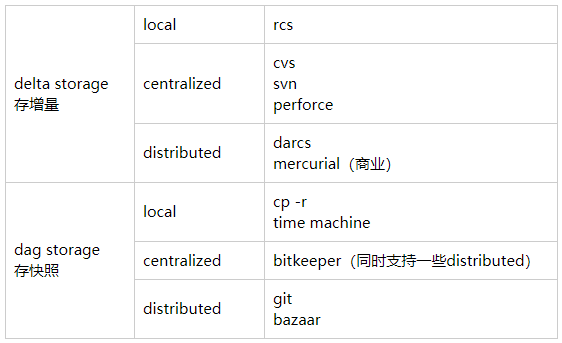 delta storage
存增量
local
rcs
centralized
cvs
svn
perforce
distributed
darcs
mercurial（商业）
dag storage
存快照
local
cp -r
time machine
centralized
bitkeeper（同时支持一些distributed）
distributed
git
bazaar